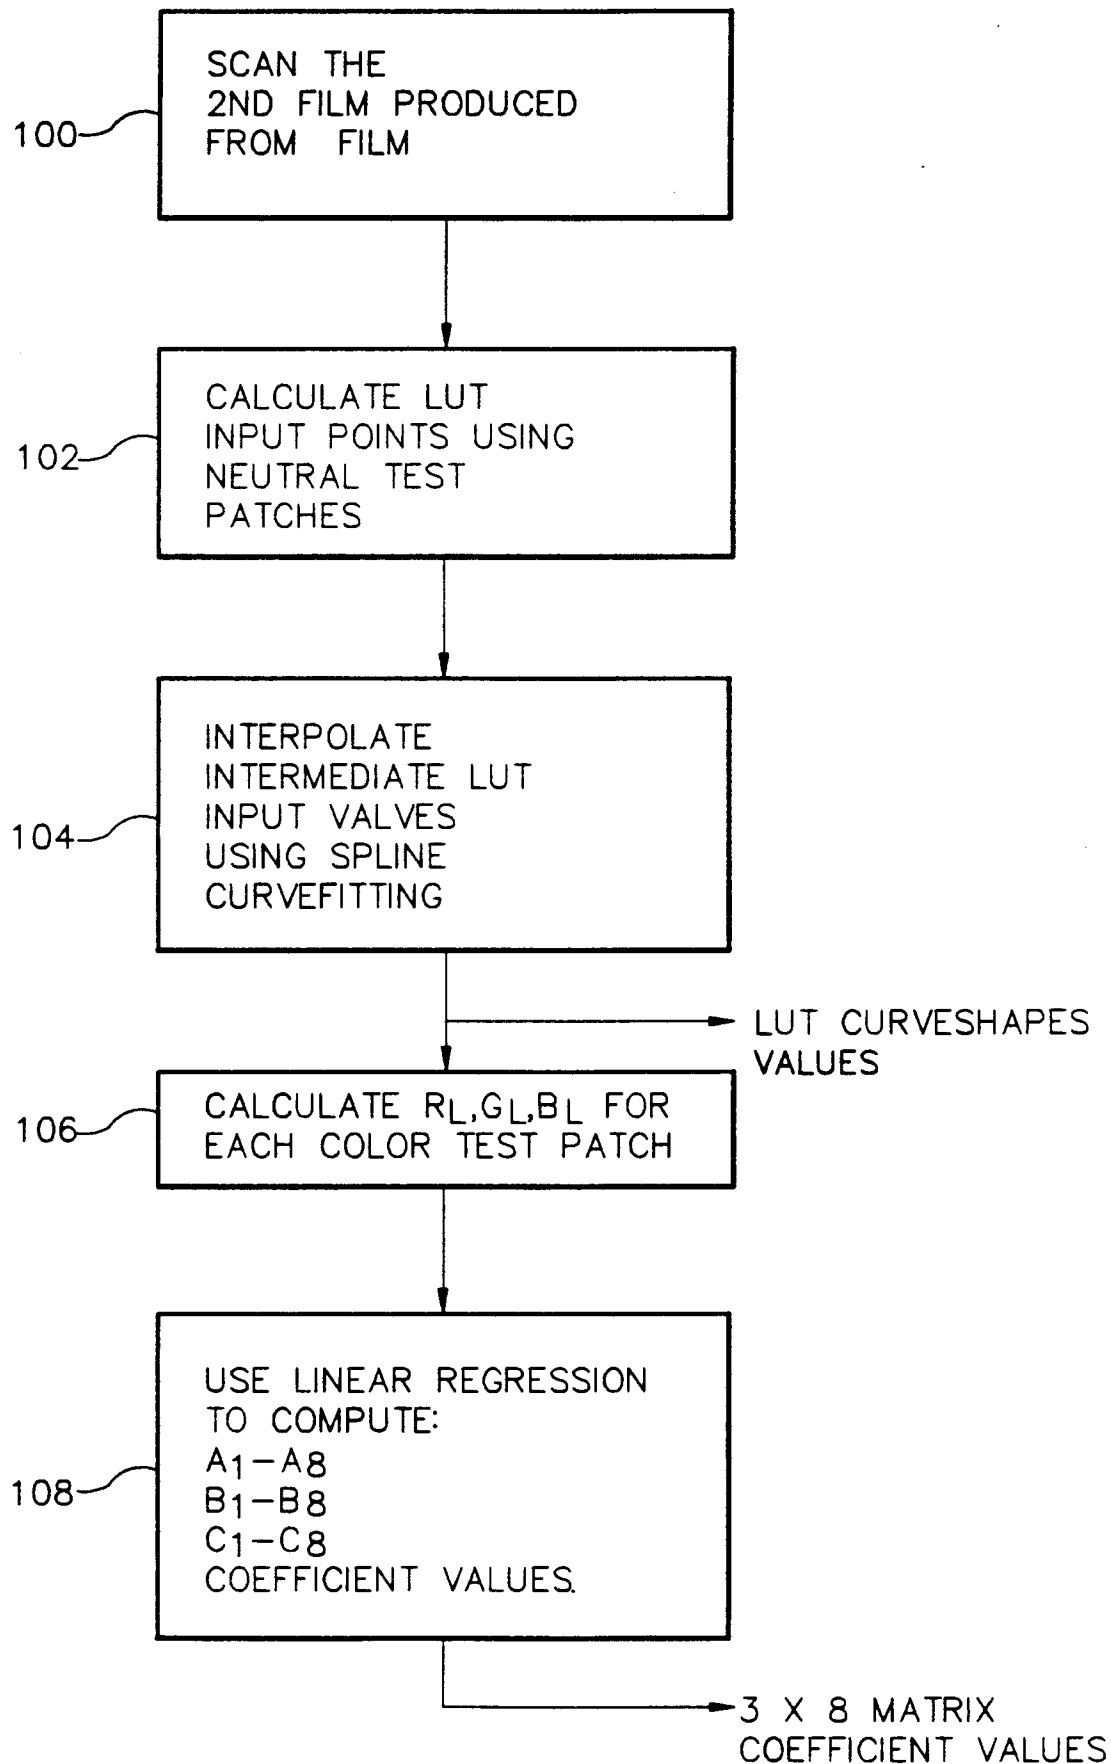 SCAN THE
2ND FILM PRODUCED
FROM FILM
100
CALCULATE LUT
INPUT POINTS USING
NEUTRAL TEST
PATCHES
102
INTERPOLATE
INTERMEDIATE LUT
INPUT VALVES
USING SPLINE
CURVEFITTING
104
LUT CURVESHAPES
VALUES
CALCULATE RL,GL,BL FOR
EACH COLOR TEST PATCH
106
USE LINEAR REGRESSION
TO COMPUTE:
A1-A8
B1-B8
C1-C8
COEFFICIENT VALUES.
108
3 X 8 MATRIX
COEFFICIENT VALUES